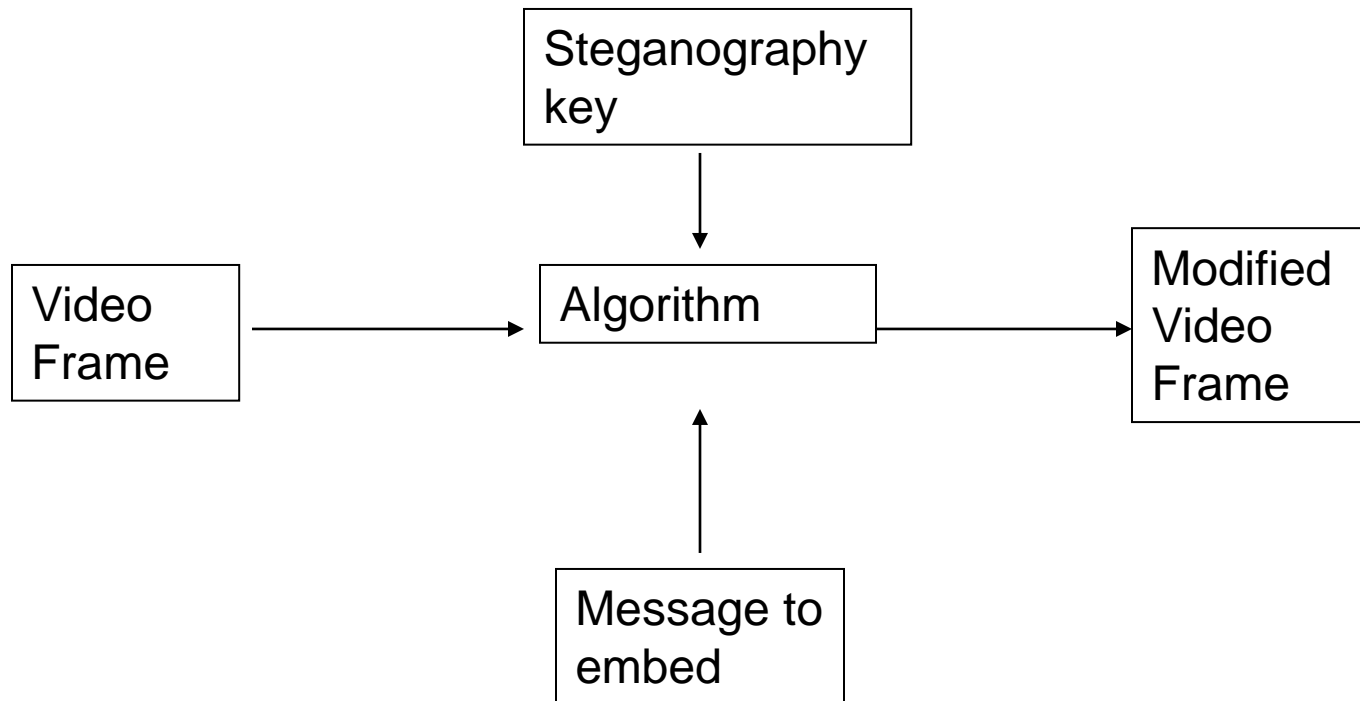 Steganography
key
Video
Frame
Algorithm
Modified
Video
Frame
Message to
embed